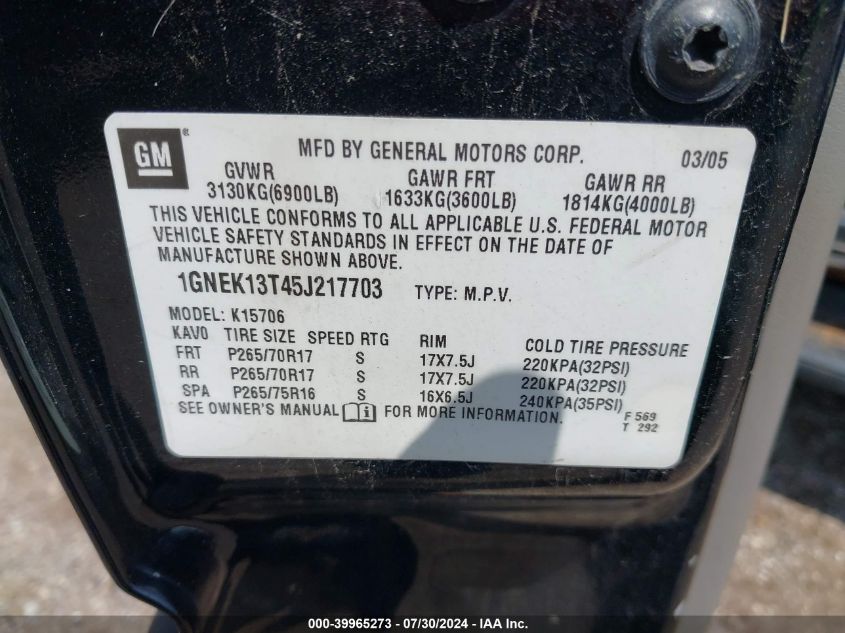 GM ®
MFD BY GENERAL MOTORS CORP. 03/05
GVWR GAWR FRT GAWR RR
3130KG(6900LB) 1633KG(3600LB) 1814KG(4000LB)
THIS VEHICLE CONFORMS TO ALL APPLICABLE U.S. FEDERAL MOTOR
VEHICLE SAFETY STANDARDS IN EFFECT ON THE DATE OF
MANUFACTURE SHOWN ABOVE.
1GNEK13T45J217703 TYPE: M.P.V.
MODEL: K15706
KAVO TIRE SIZE SPEED RTG RIM COLD TIRE PRESSURE
FRT P265/70R17 S 17X7.5J 220KPA(32PSI)
RR P265/70R17 S 17X7.5J 220KPA(32PSI)
SPA P265/75R16 S 16X6.5J 240KPA(35PSI)
SEE OWNER'S MANUAL FOR MORE INFORMATION. F 569
T 292
000-39965273 - 07/30/2024 - IAA Inc.